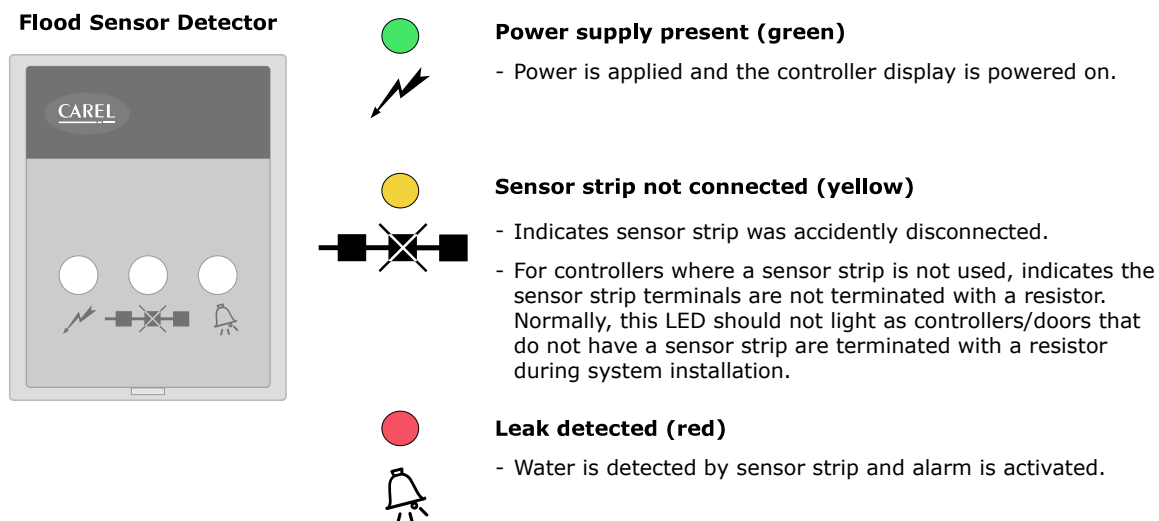 Flood Sensor Detector
CAREL
Power supply present (green)
- Power is applied and the controller display is powered on.
Sensor strip not connected (yellow)
- Indicates sensor strip was accidently disconnected.
- For controllers where a sensor strip is not used, indicates the
sensor strip terminals are not terminated with a resistor.
Normally, this LED should not light as controllers/doors that
do not have a sensor strip are terminated with a resistor
during system installation.
Leak detected (red)
- Water is detected by sensor strip and alarm is activated.